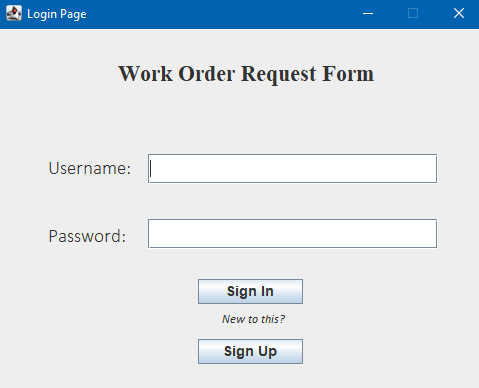 Login Page
Work Order Request Form
Username:
Password:
Sign In
New to this?
Sign Up